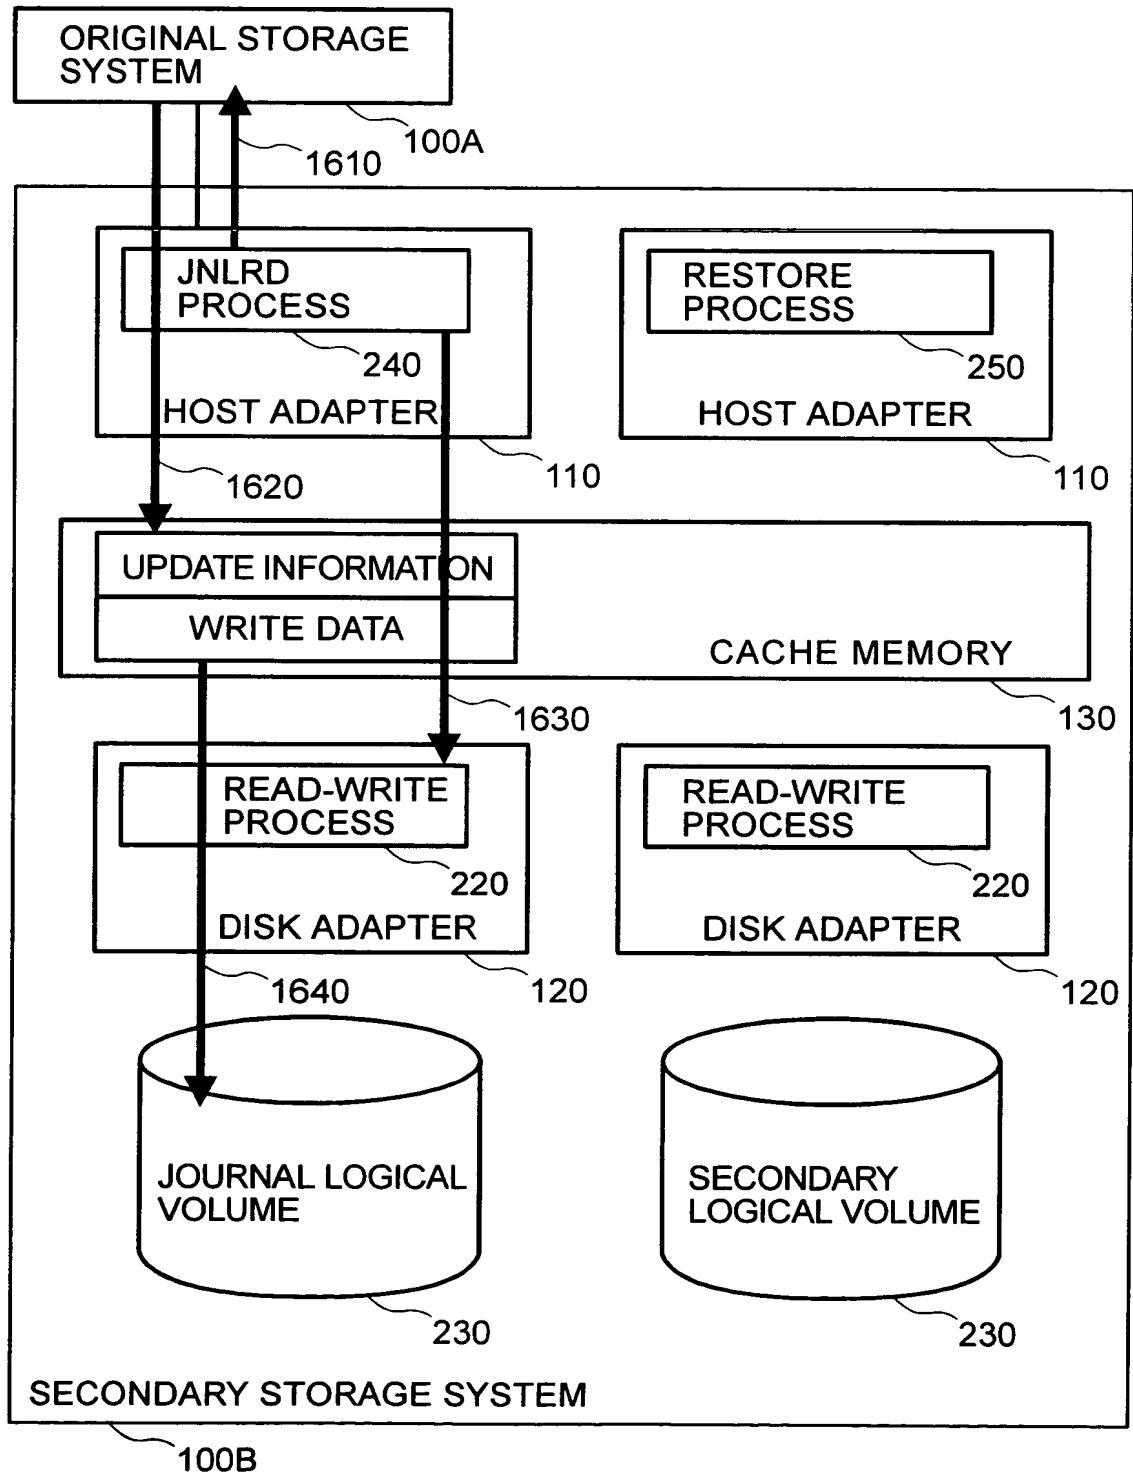 ORIGINAL STORAGE
SYSTEM
100A
1610
JNLRD
PROCESS
240
HOST ADAPTER
110
RESTORE
PROCESS
250
HOST ADAPTER
110
1620
UPDATE INFORMATION
WRITE DATA
CACHE MEMORY
130
1630
READ-WRITE
PROCESS
220
DISK ADAPTER
120
READ-WRITE
PROCESS
220
DISK ADAPTER
120
1640
JOURNAL LOGICAL
VOLUME
230
SECONDARY
LOGICAL VOLUME
230
SECONDARY STORAGE SYSTEM
100B